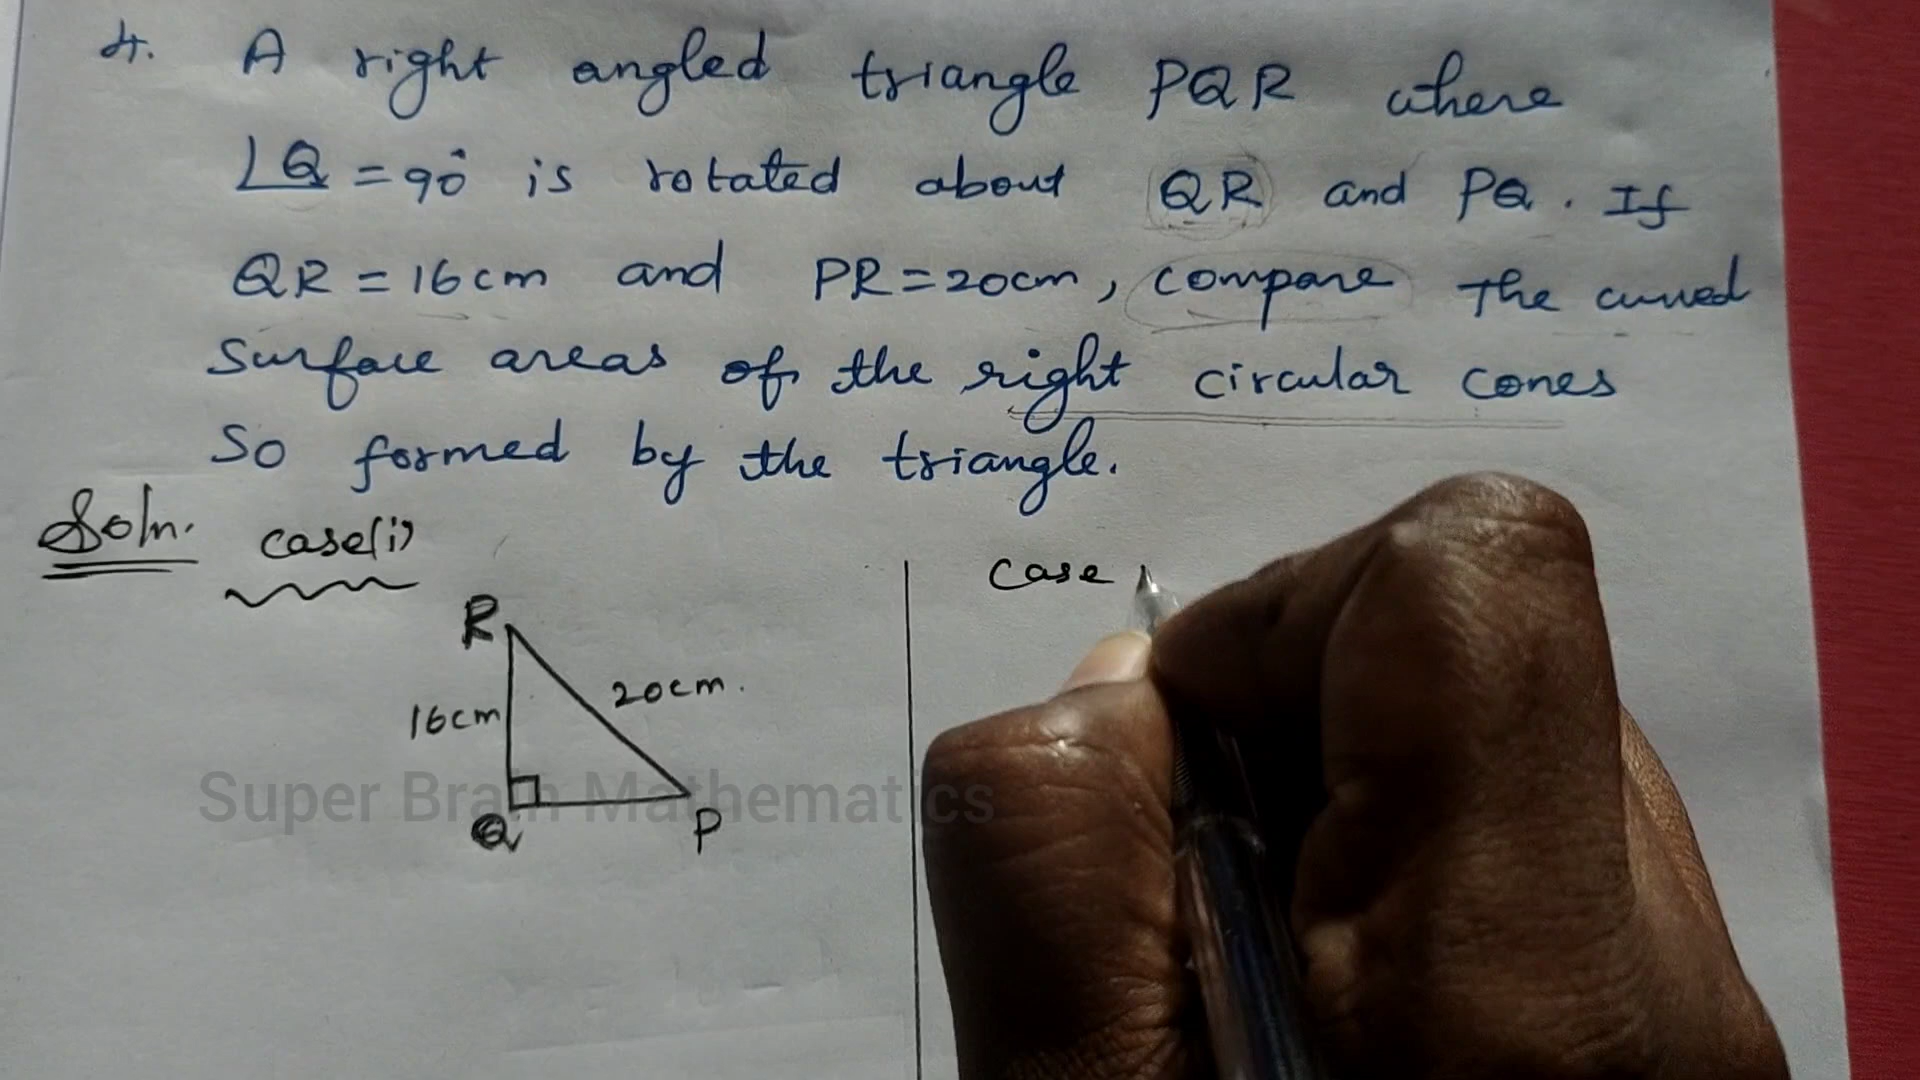 4. A right angled triangle PQR where
∠Q = 90° is rotated about QR and PQ. If
QR = 16cm and PR = 20cm, compare the curved
surface areas of the right circular cones
so formed by the triangle.
Soln. case(i)
case
R
16cm
20cm.
Q
P
Super Brain Mathematics